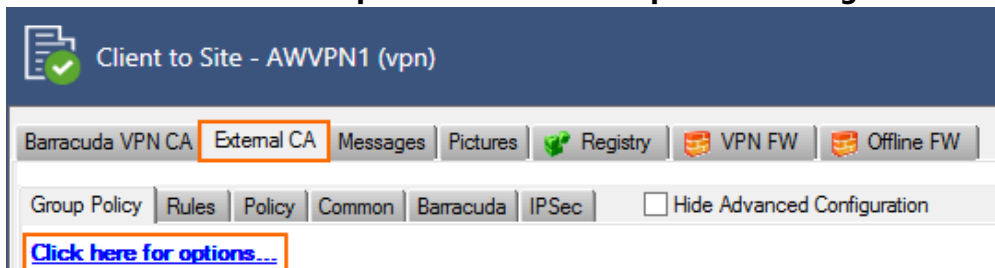 Client to Site - AWVPN1 (vpn)
Barracuda VPN CA External CA Messages Pictures Registry VPN FW Offline FW
Group Policy Rules Policy Common Barracuda IPSec Hide Advanced Configuration
Click here for options...